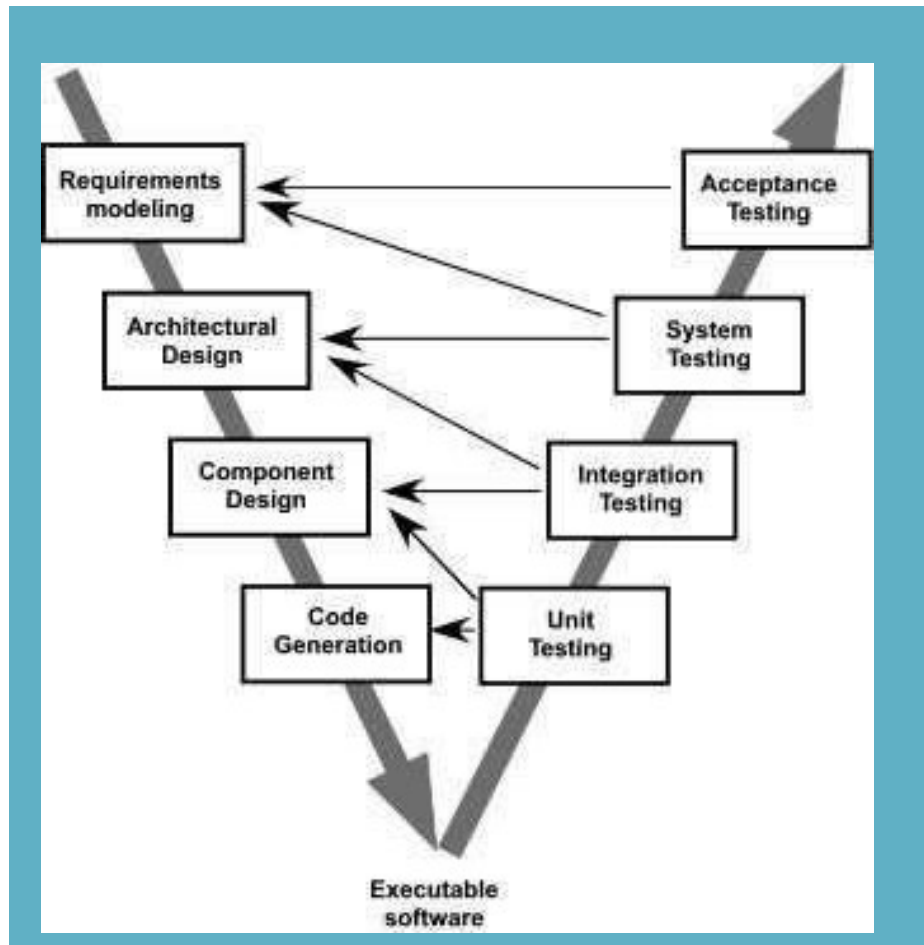 Requirements
modeling
Acceptance
Testing
Architectural
Design
System
Testing
Component
Design
Integration
Testing
Code
Generation
Unit
Testing
Executable
software